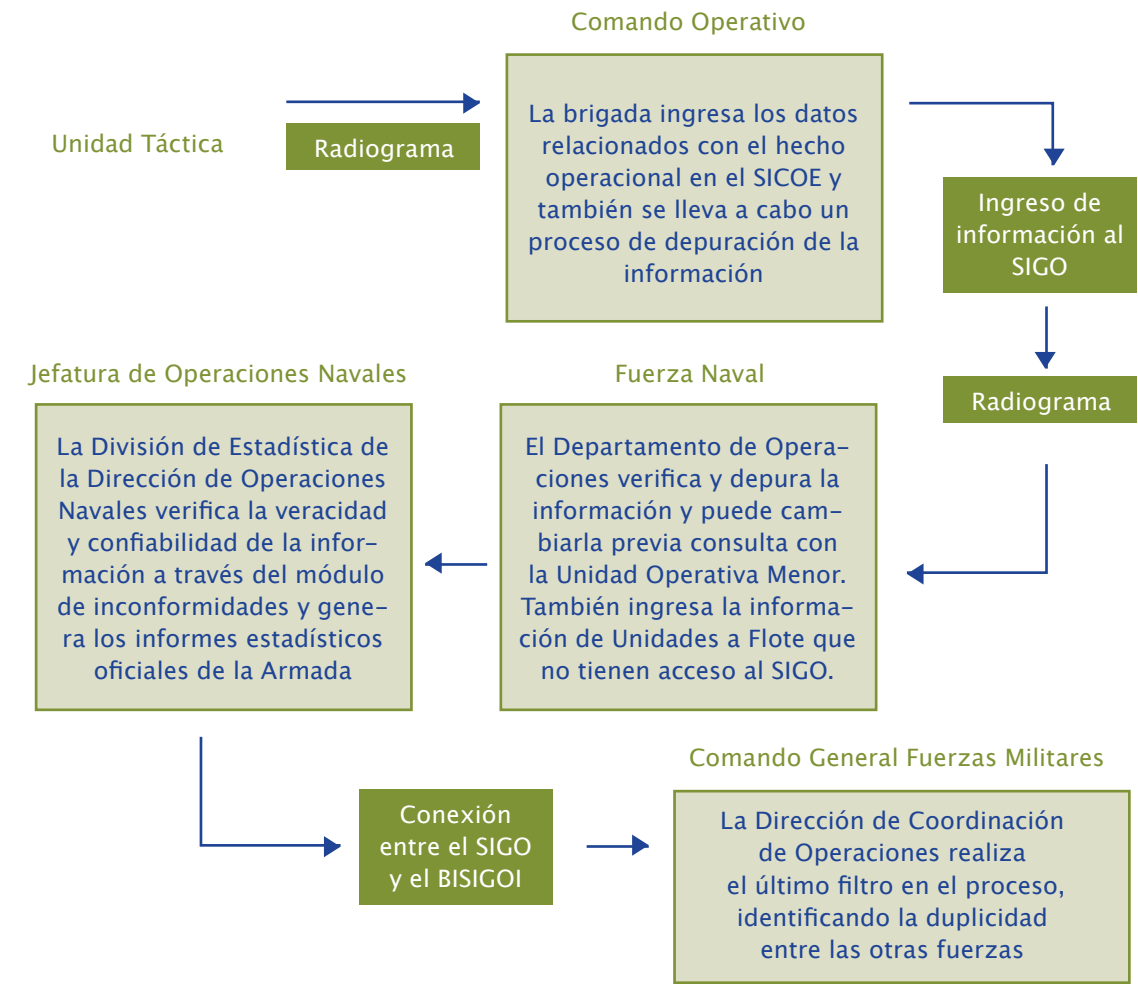 Comando Operativo
Unidad Táctica
Radiograma
La brigada ingresa los datos
relacionados con el hecho
operacional en el SICOE y
también se lleva a cabo un
proceso de depuración de la
información
Ingreso de
información al
SIGO
Radiograma
Fuerza Naval
El Departamento de Opera-
ciones verifica y depura la
información y puede cam-
biarla previa consulta con
la Unidad Operativa Menor.
También ingresa la informa-
ción de Unidades a Flote que
no tienen acceso al SIGO.
Jefatura de Operaciones Navales
La División de Estadística de
la Dirección de Operaciones
Navales verifica la veracidad
y confiabilidad de la infor-
mación a través del módulo
de inconformidades y gene-
ra los informes estadísticos
oficiales de la Armada
Conexión
entre el SIGO
y el BISIGOI
Comando General Fuerzas Militares
La Dirección de Coordinación
de Operaciones realiza
el último filtro en el proceso,
identificando la duplicidad
entre las otras fuerzas